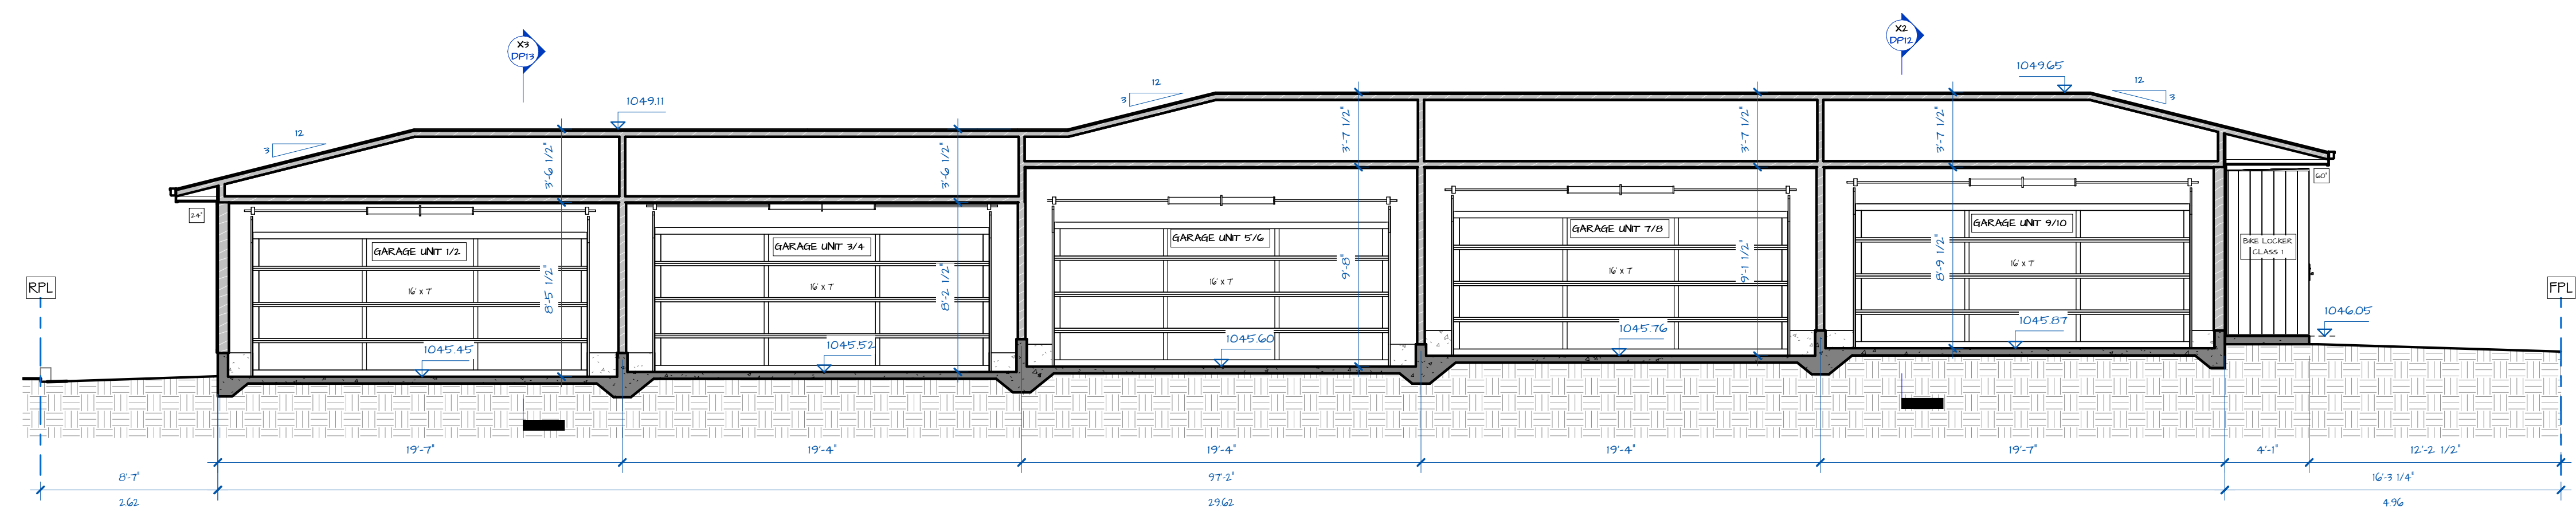 X3
DP13
X2
DP12
1049.11
1049.65
12
3
12
3
12
3
3'-6 1/2"
3'-6 1/2"
3'-7 1/2"
3'-7 1/2"
3'-7 1/2"
24"
60"
GARAGE UNIT 1/2
GARAGE UNIT 3/4
GARAGE UNIT 5/6
GARAGE UNIT 7/8
GARAGE UNIT 9/10
BIKE LOCKER
CLASS 1
16' x 7'
16' x 7'
16' x 7'
16' x 7'
16' x 7'
8'-5 1/2"
8'-2 1/2"
9'-8"
9'-1 1/2"
8'-9 1/2"
RPL
FPL
1045.45
1045.52
1045.60
1045.76
1045.87
1046.05
19'-7"
19'-4"
19'-4"
19'-4"
19'-7"
4'-1"
12'-2 1/2"
8'-7"
97'-2"
16'-3 1/4"
2.62
29.62
4.96